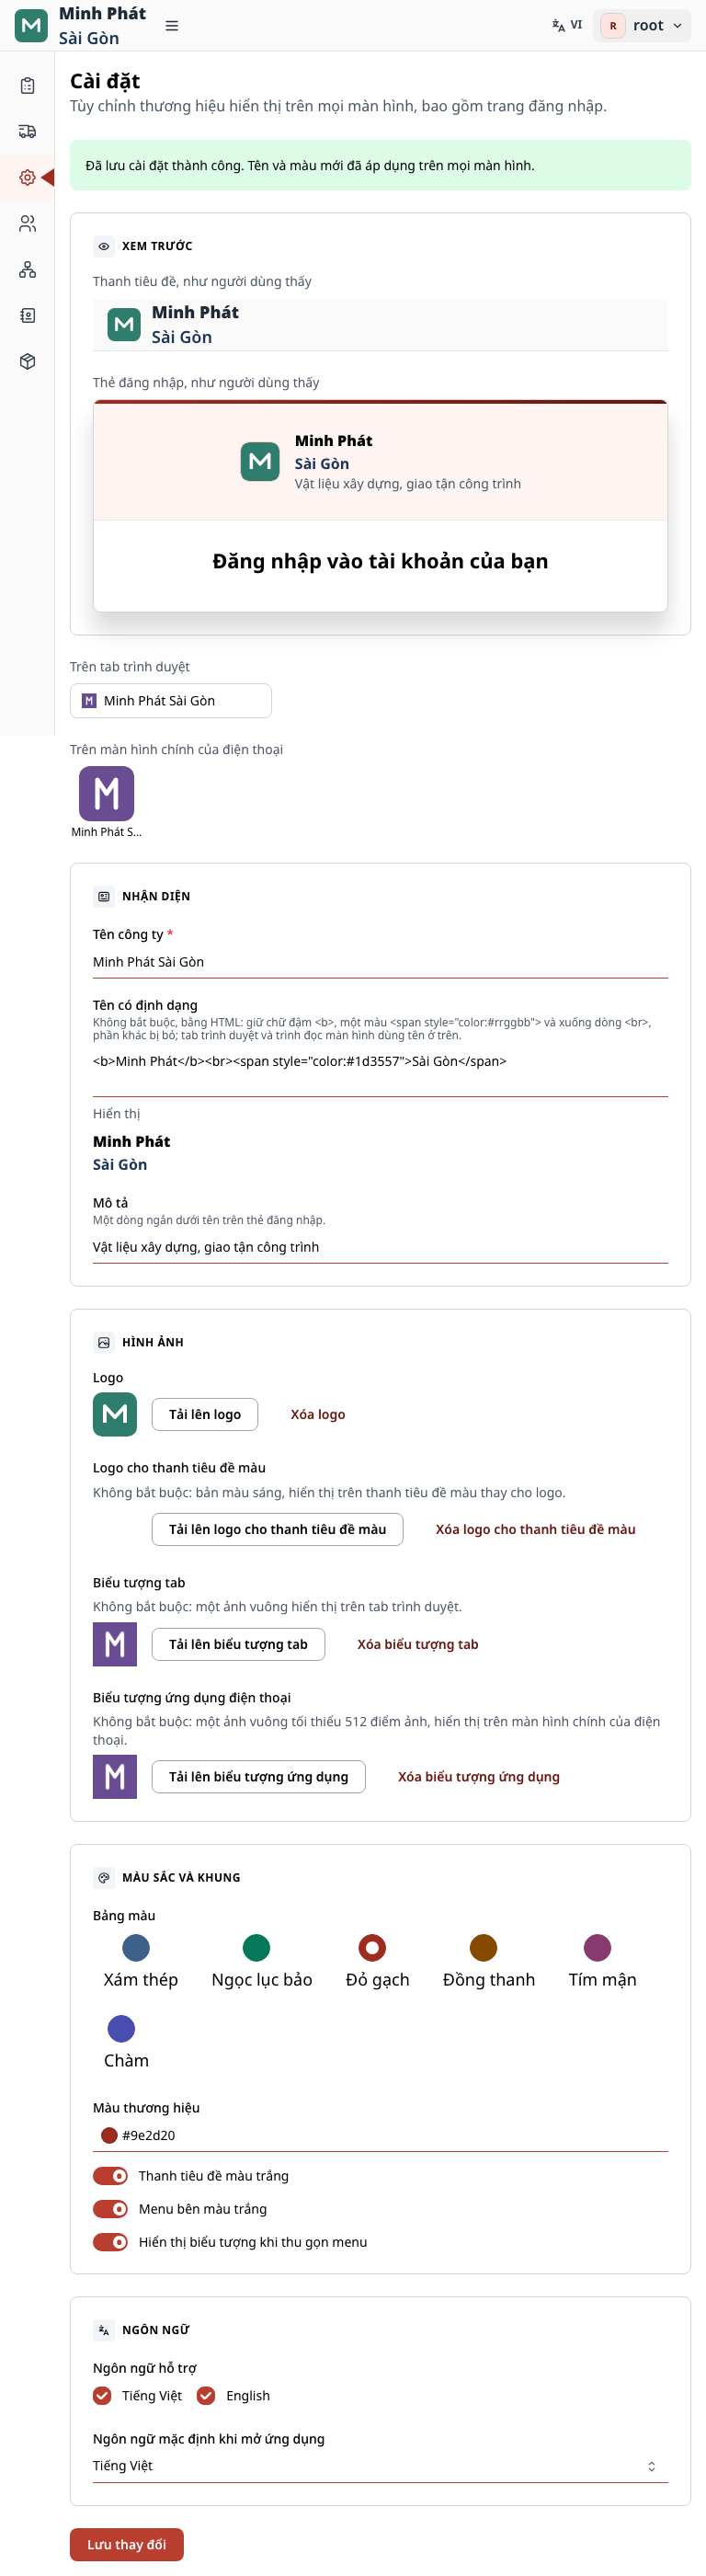 Minh Phát
Sài Gòn
VI
R
root
Cài đặt
Tùy chỉnh thương hiệu hiển thị trên mọi màn hình, bao gồm trang đăng nhập.
Đã lưu cài đặt thành công. Tên và màu mới đã áp dụng trên mọi màn hình.
XEM TRƯỚC
Thanh tiêu đề, như người dùng thấy
Minh Phát
Sài Gòn
Thẻ đăng nhập, như người dùng thấy
Minh Phát
Sài Gòn
Vật liệu xây dựng, giao tận công trình
Đăng nhập vào tài khoản của bạn
Trên tab trình duyệt
Minh Phát Sài Gòn
Trên màn hình chính của điện thoại
Minh Phát S...
NHẬN DIỆN
Tên công ty *
Minh Phát Sài Gòn
Tên có định dạng
Không bắt buộc, bằng HTML: giữ chữ đậm <b>, một màu <span style="color:#rrggbb"> và xuống dòng <br>,
phần khác bị bỏ; tab trình duyệt và trình đọc màn hình dùng tên ở trên.
<b>Minh Phát</b><br><span style="color:#1d3557">Sài Gòn</span>
Hiển thị
Minh Phát
Sài Gòn
Mô tả
Một dòng ngắn dưới tên trên thẻ đăng nhập.
Vật liệu xây dựng, giao tận công trình
HÌNH ẢNH
Logo
Tải lên logo
Xóa logo
Logo cho thanh tiêu đề màu
Không bắt buộc: bản màu sáng, hiển thị trên thanh tiêu đề màu thay cho logo.
Tải lên logo cho thanh tiêu đề màu
Xóa logo cho thanh tiêu đề màu
Biểu tượng tab
Không bắt buộc: một ảnh vuông hiển thị trên tab trình duyệt.
Tải lên biểu tượng tab
Xóa biểu tượng tab
Biểu tượng ứng dụng điện thoại
Không bắt buộc: một ảnh vuông tối thiểu 512 điểm ảnh, hiển thị trên màn hình chính của điện
thoại.
Tải lên biểu tượng ứng dụng
Xóa biểu tượng ứng dụng
MÀU SẮC VÀ KHUNG
Bảng màu
Xám thép
Ngọc lục bảo
Đỏ gạch
Đồng thanh
Tím mận
Chàm
Màu thương hiệu
#9e2d20
Thanh tiêu đề màu trắng
Menu bên màu trắng
Hiển thị biểu tượng khi thu gọn menu
NGÔN NGỮ
Ngôn ngữ hỗ trợ
Tiếng Việt
English
Ngôn ngữ mặc định khi mở ứng dụng
Tiếng Việt
Lưu thay đổi